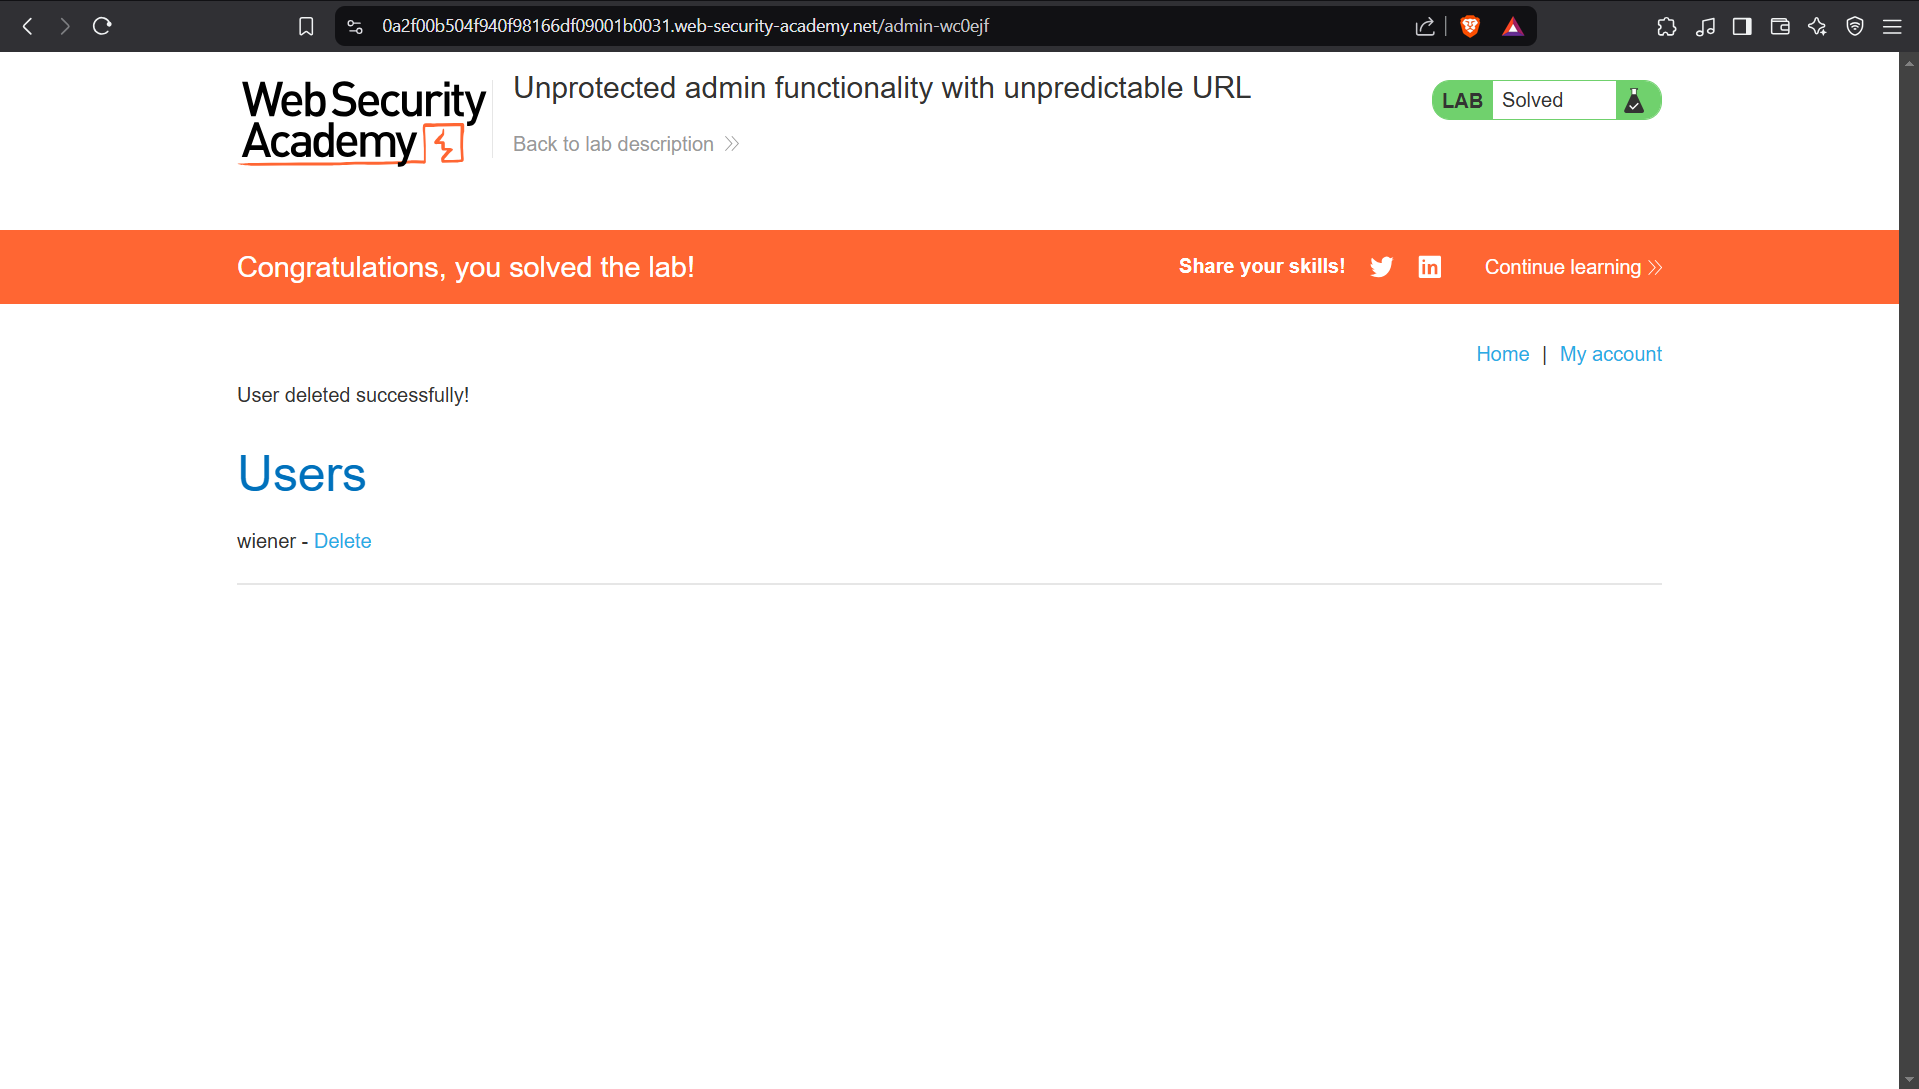 0a2f00b504f940f98166df09001b0031.web-security-academy.net/admin-wc0ejf
Web Security
Academy
Unprotected admin functionality with unpredictable URL
Back to lab description
LAB Solved
Congratulations, you solved the lab!
Share your skills!
Continue learning
Home | My account
User deleted successfully!
Users
wiener - Delete